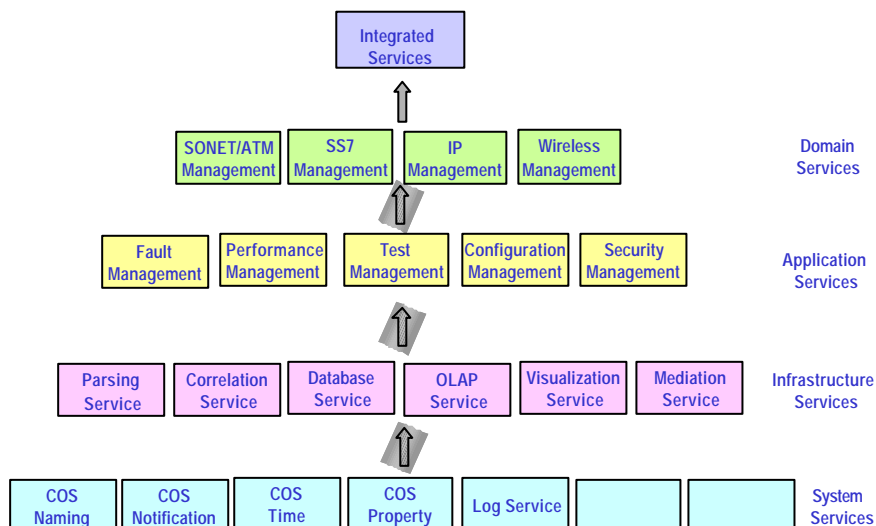 Integrated
Services
SONET/ATM
Management
SS7
Management
IP
Management
Wireless
Management
Domain
Services
Fault
Management
Performance
Management
Test
Management
Configuration
Management
Security
Management
Application
Services
Parsing
Service
Correlation
Service
Database
Service
OLAP
Service
Visualization
Service
Mediation
Service
Infrastructure
Services
COS
Naming
COS
Notification
COS
Time
COS
Property
Log Service
System
Services